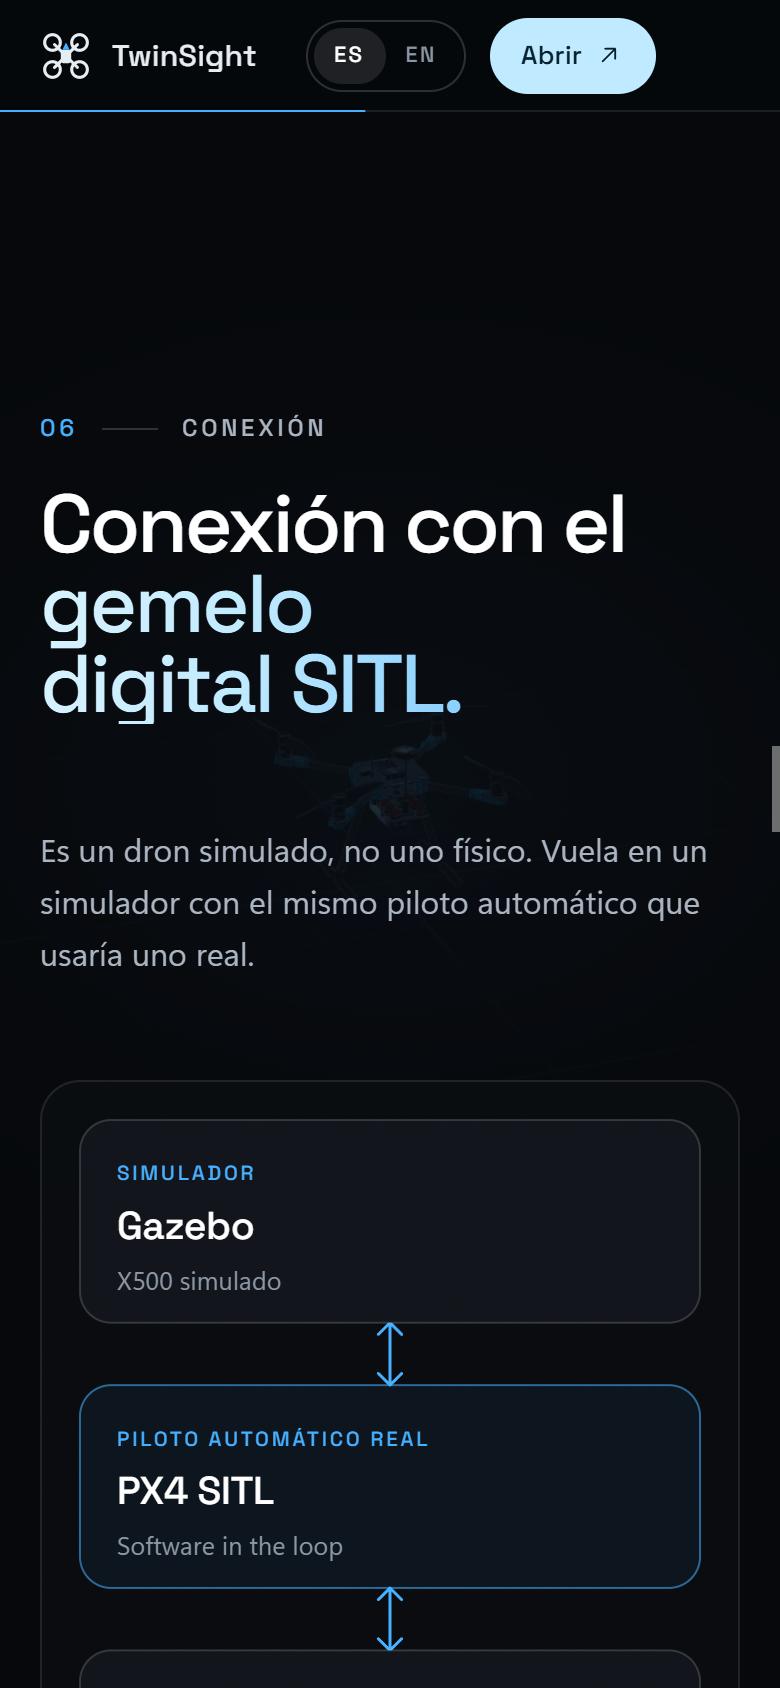 TwinSight
ES EN
Abrir
06 CONEXIÓN
Conexión con el
gemelo
digital SITL.
Es un dron simulado, no uno físico. Vuela en un
simulador con el mismo piloto automático que
usaría uno real.
SIMULADOR
Gazebo
X500 simulado
PILOTO AUTOMÁTICO REAL
PX4 SITL
Software in the loop